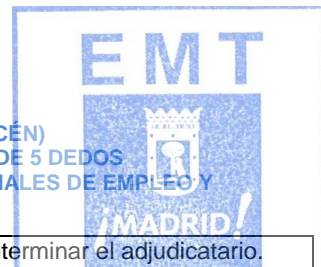 EMT
CÉN)
DE 5 DEDOS
IALES DE EMPLEO Y
¡MADRID!
terminar el adjudicatario.